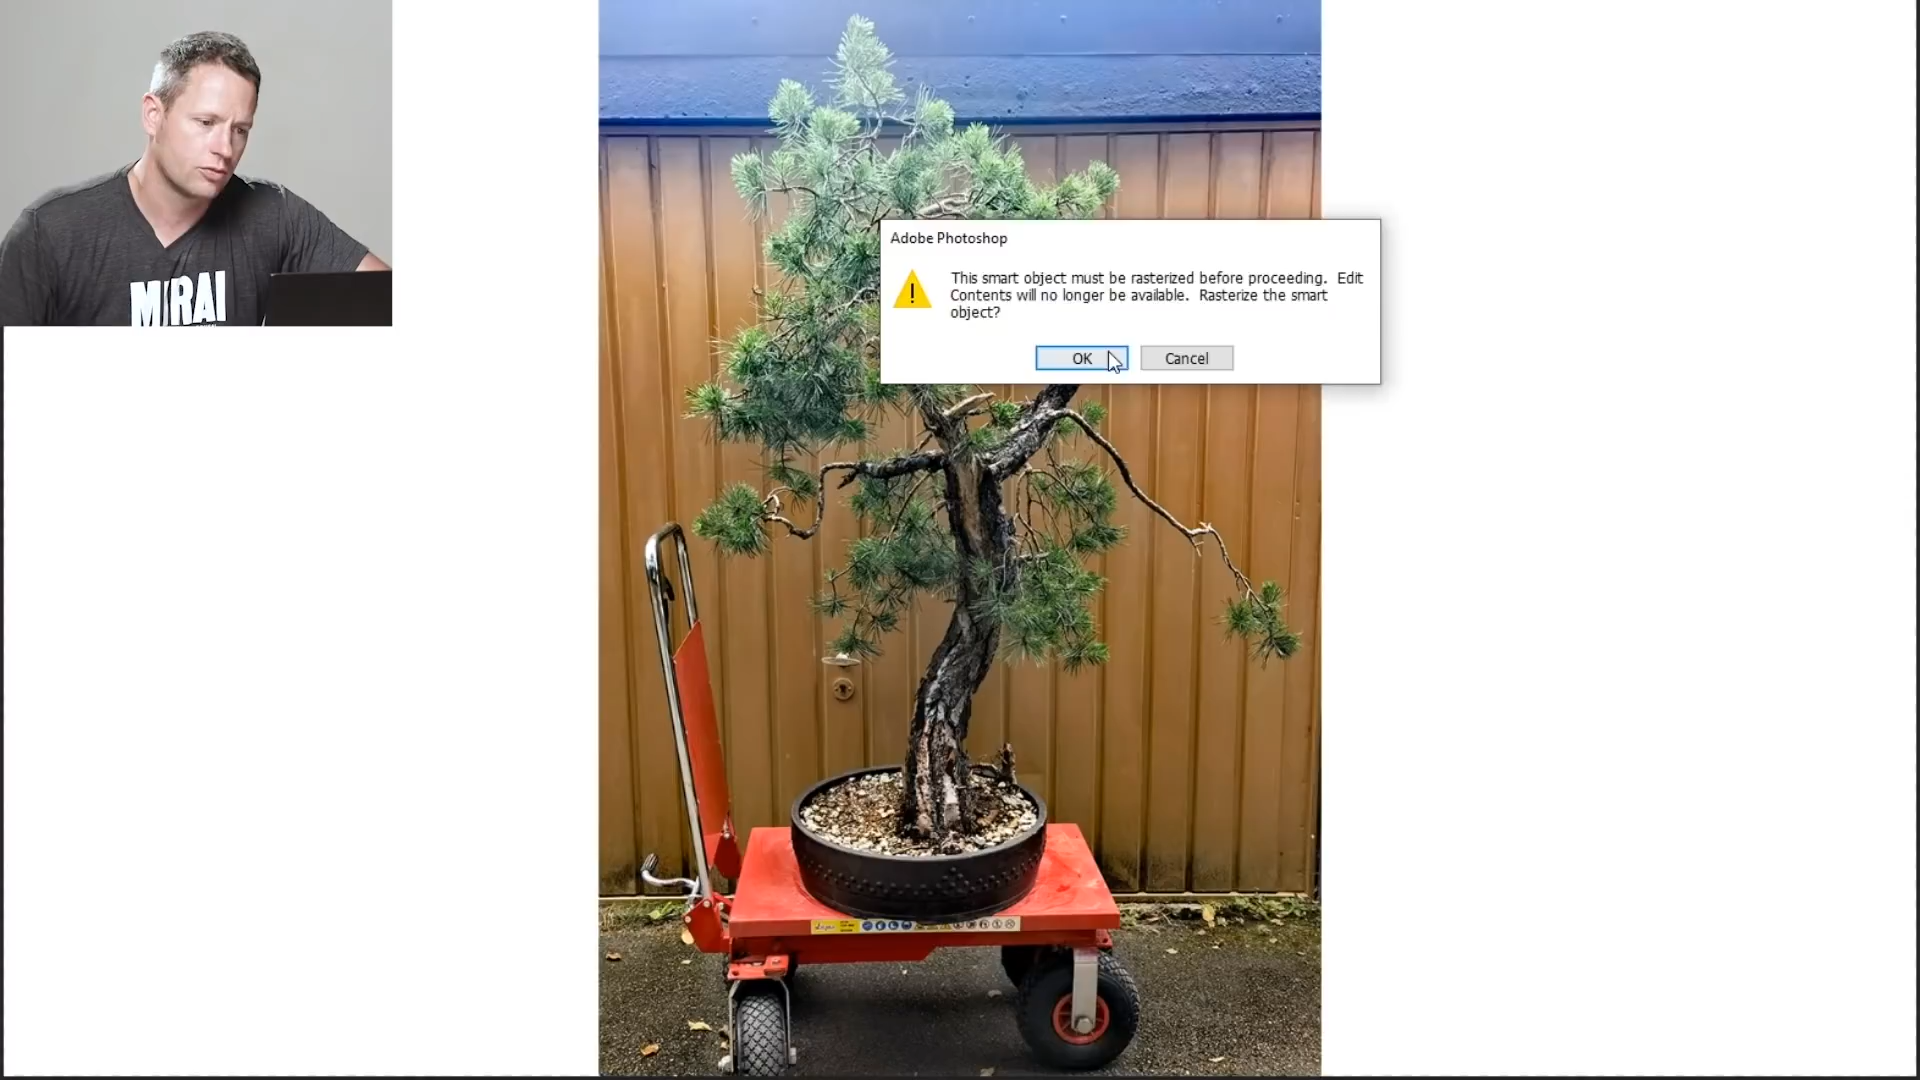 MIRAI
Adobe Photoshop
This smart object must be rasterized before proceeding. Edit
Contents will no longer be available. Rasterize the smart
object?
OK
Cancel